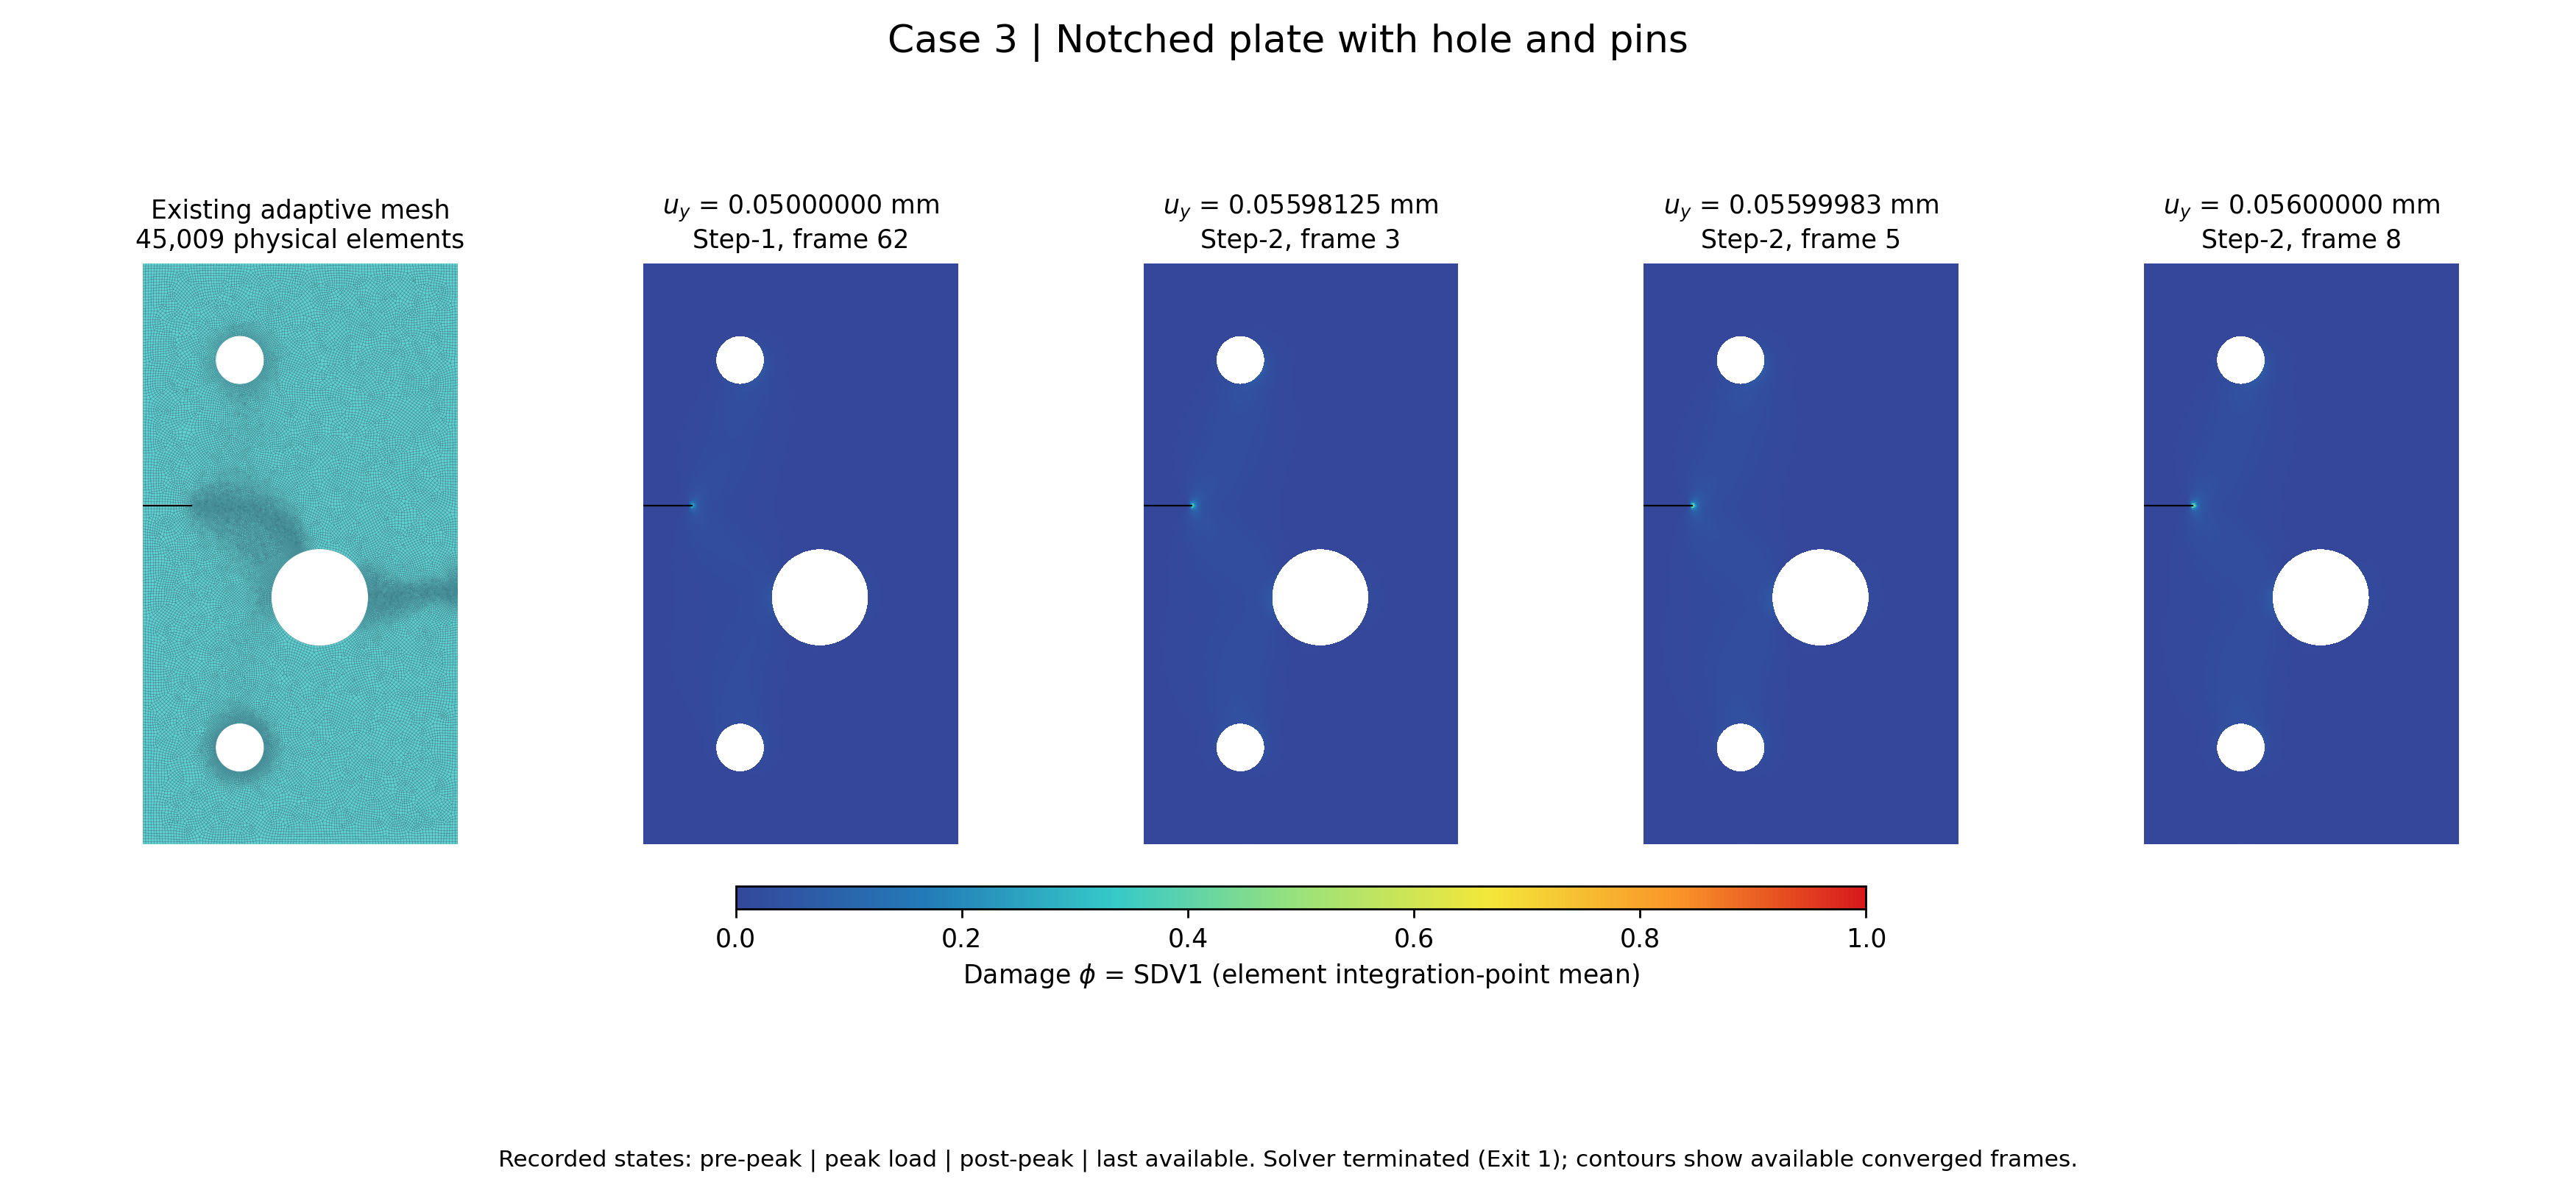 Case 3 | Notched plate with hole and pins
Existing adaptive mesh
45,009 physical elements
u_y = 0.05000000 mm
Step-1, frame 62
u_y = 0.05598125 mm
Step-2, frame 3
u_y = 0.05599983 mm
Step-2, frame 5
u_y = 0.05600000 mm
Step-2, frame 8
0.0 0.2 0.4 0.6 0.8 1.0
Damage ϕ = SDV1 (element integration-point mean)
Recorded states: pre-peak | peak load | post-peak | last available. Solver terminated (Exit 1); contours show available converged frames.